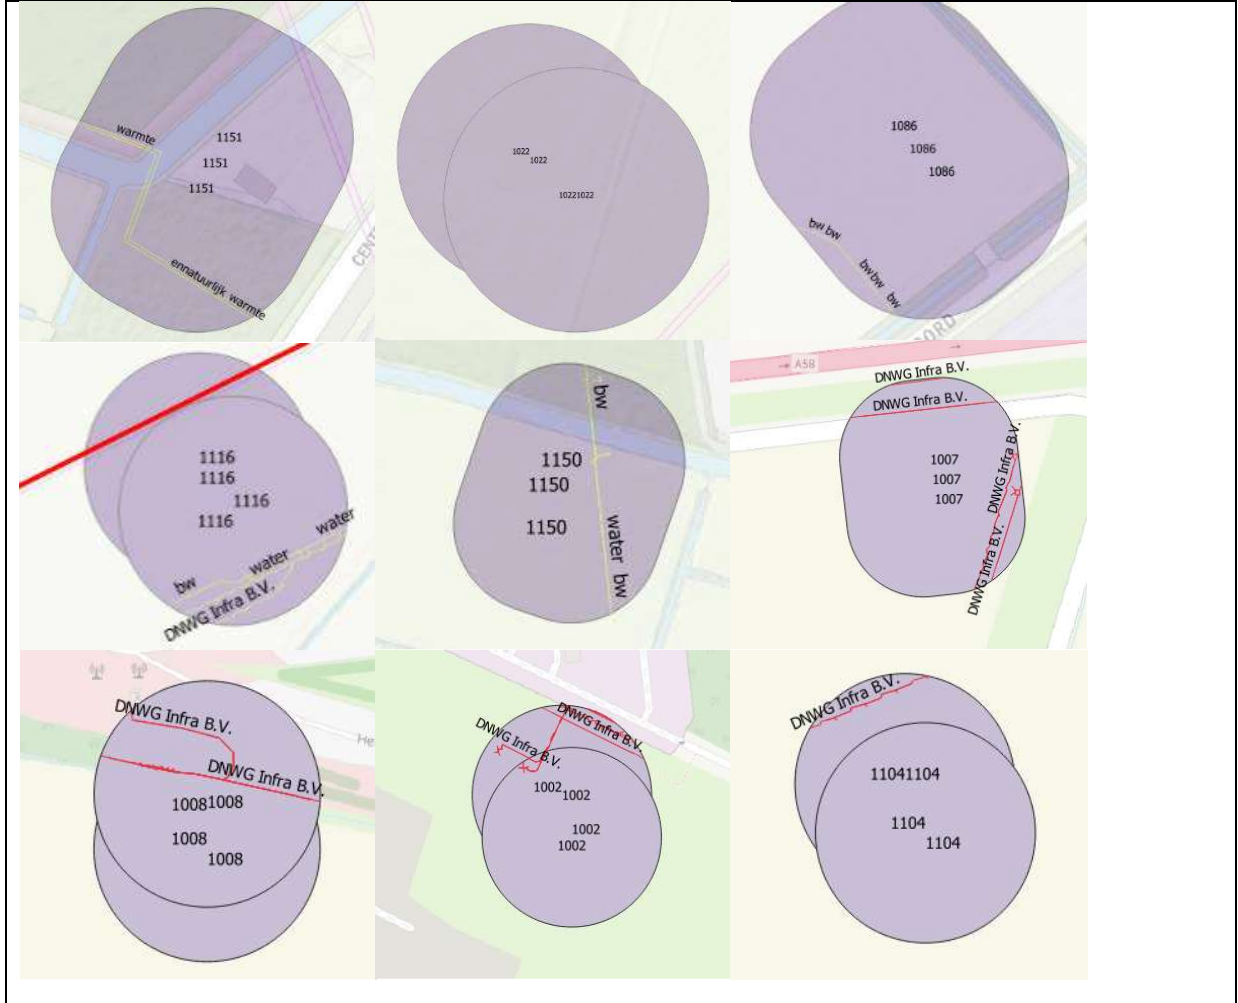 warmte
1151
1151
1151
ennatuurlijk warmte
1022
1022
10221022
1086
1086
1086
bw bw
bwbw bw
1116
1116
1116
1116
bw water water
DNWG Infra B.V.
bw
1150
1150
1150
water bw
→ A58 →
DNWG Infra B.V.
DNWG Infra B.V.
DNWG Infra B.V.
1007
1007
1007
DNWG Infra B.V.
DNWG Infra B.V.
DNWG Infra B.V.
10081008
1008
1008
DNWG Infra B.V.
DNWG Infra B.V.
10021002
1002
1002
DNWG Infra B.V.
11041104
1104
1104